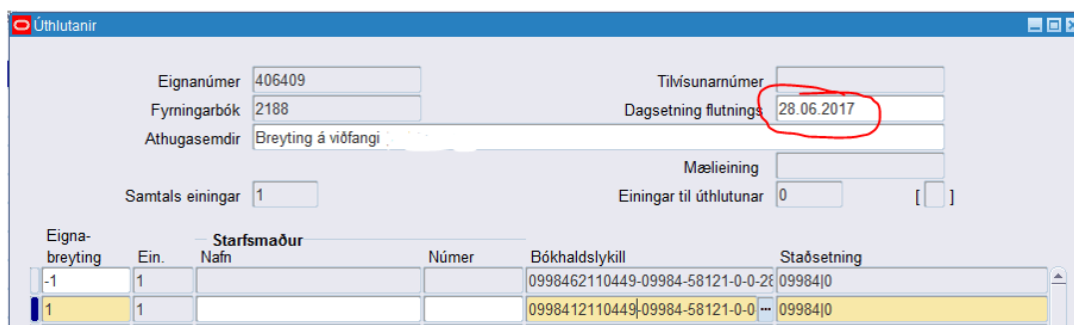 Úthlutanir
Eignanúmer 406409 Tilvísunarnúmer
Fyrningarbók 2188 Dagsetning flutnings 28.06.2017
Athugasemdir Breyting á viðfangi
Mælieining
Samtals einingar 1 Einingar til úthlutunar 0 [ ]
Eigna- Starfsmaður
breyting Ein. Nafn Númer Bókhaldslykill Staðsetning
-1 1 0998462110449-09984-58121-0-0-28 09984|0
1 1 0998412110449-09984-58121-0-0 ... 09984|0